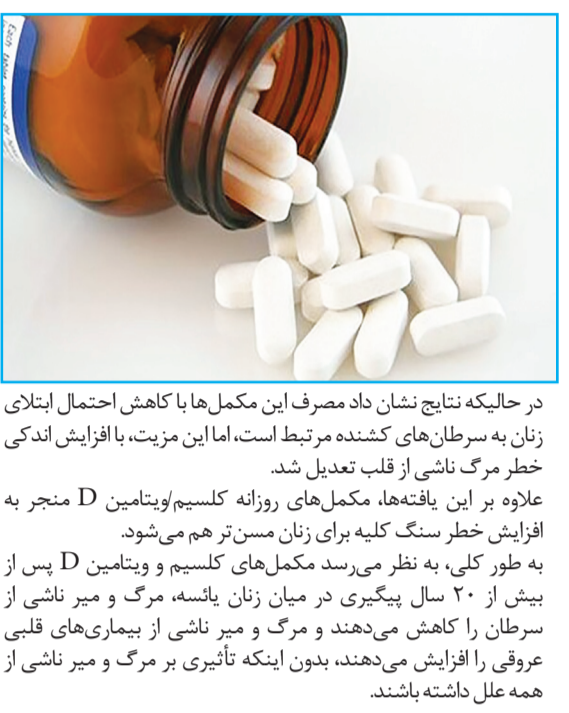 در حالیکه نتایج نشان داد مصرف این مکمل‌ها با کاهش احتمال ابتلای
زنان به سرطان‌های کشنده مرتبط است، اما این مزیت، با افزایش اندکی
خطر مرگ ناشی از قلب تعدیل شد.
علاوه بر این یافته‌ها، مکمل‌های روزانه کلسیم/ویتامین D منجر به
افزایش خطر سنگ کلیه برای زنان مسن‌تر هم می‌شود.
به طور کلی، به نظر می‌رسد مکمل‌های کلسیم و ویتامین D پس از
بیش از ۲۰ سال پیگیری در میان زنان یائسه، مرگ و میر ناشی از
سرطان را کاهش می‌دهند و مرگ و میر ناشی از بیماری‌های قلبی
عروقی را افزایش می‌دهند، بدون اینکه تأثیری بر مرگ و میر ناشی از
همه علل داشته باشند.